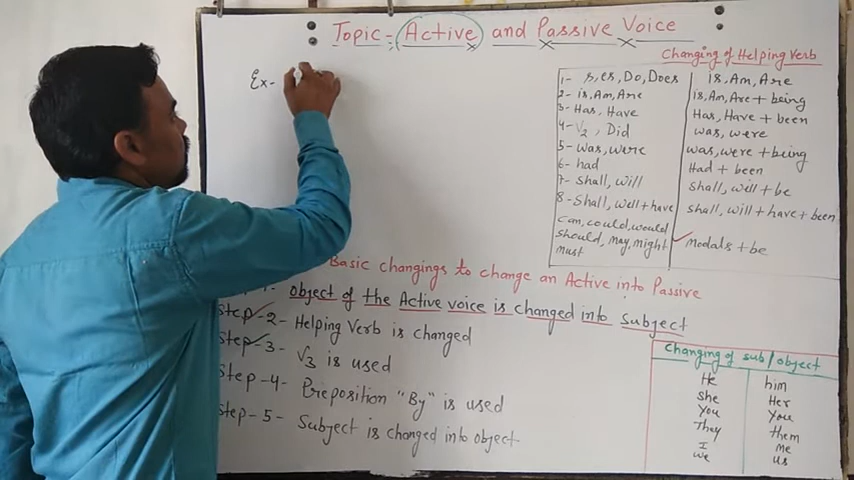 Topic - Active and Passive Voice
Ex-
Changing of Helping Verb
1- s, es, Do, Does is, Am, Are
2- is, Am, Are is, Am, Are + being
3- Has, Have Has, Have + been
4- V2, Did was, were
5- was, were was, were + being
6- had Had + been
7- shall, will shall, will + be
8- shall, will + have shall, will + have + been
can, could, would
should, may, might Modals + be
must
Basic changings to change an Active into Passive
object of the Active voice is changed into Subject
Step-2- Helping Verb is changed
Step-3- V3 is used
Step-4- Preposition "By" is used
Step-5- Subject is changed into object
Changing of sub/object
He him
She Her
You You
They them
I me
we us